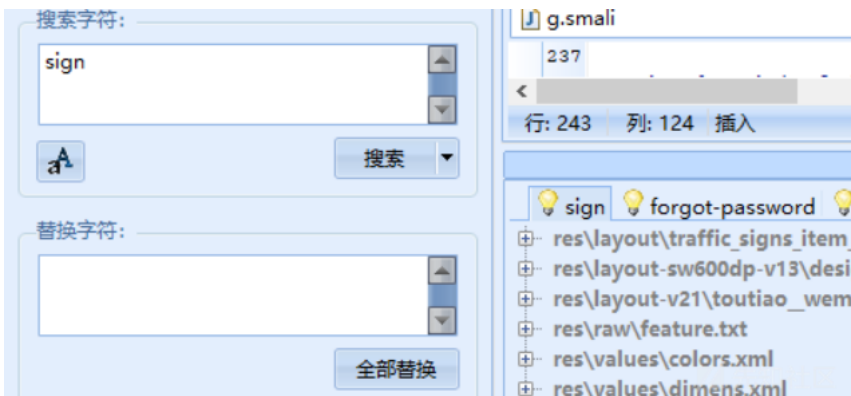 搜索字符:
sign
搜索
替换字符:
全部替换
g.smali
237
行: 243 列: 124 插入
sign forgot-password
res\layout\traffic_signs_item_
res\layout-sw600dp-v13\desi
res\layout-v21\toutiao__wem
res\raw\feature.txt
res\values\colors.xml
res\values\dimens.xml